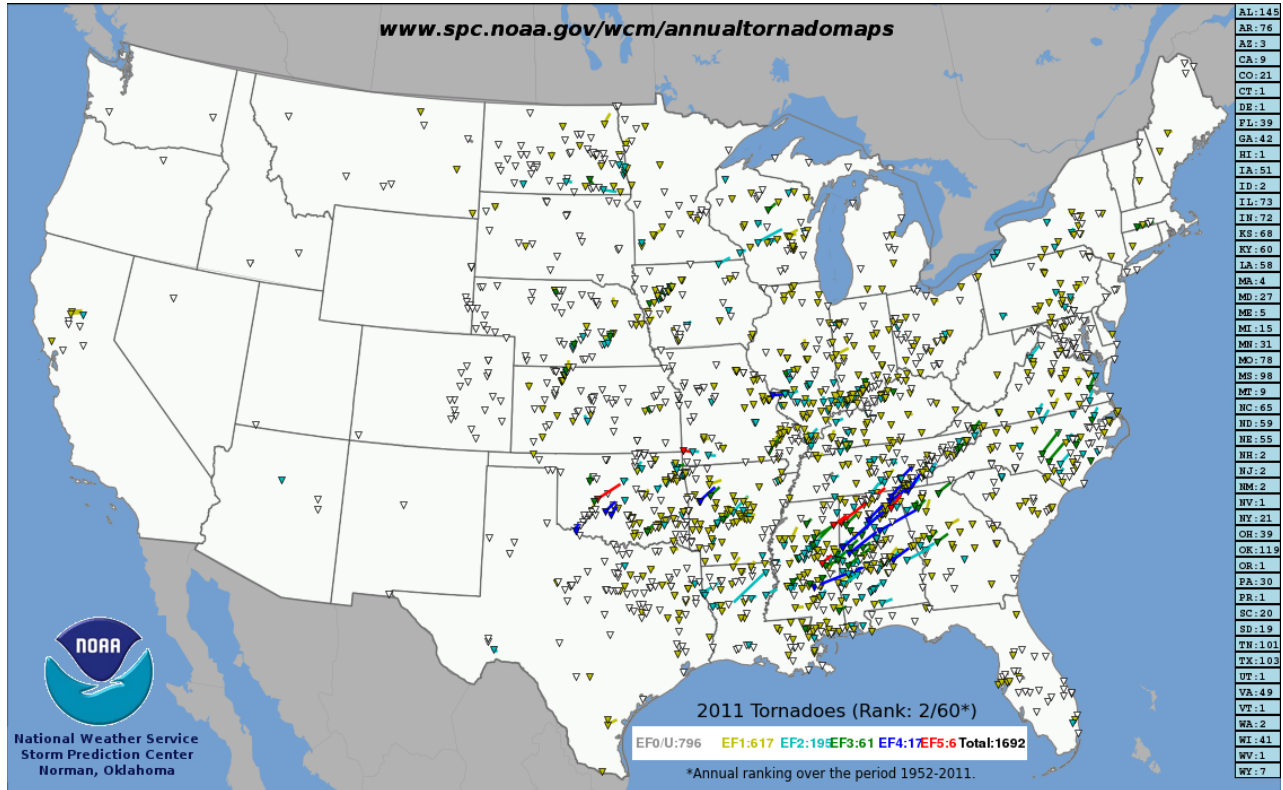 www.spc.noaa.gov/wcm/annualtornadomaps
AL:145
AR:76
AZ:3
CA:9
CO:21
CT:1
DE:1
FL:39
GA:42
HI:1
IA:51
ID:2
IL:73
IN:72
KS:68
KY:60
LA:58
MA:4
MD:27
ME:5
MI:15
MN:31
MO:78
MS:98
MT:9
NC:65
ND:59
NE:55
NH:2
NJ:2
NM:2
NV:1
NY:21
OH:39
OK:119
OR:1
PA:30
PR:1
SC:20
SD:19
TN:101
TX:103
UT:1
VA:49
VT:1
WA:2
WI:41
WV:1
WY:7
NOAA
National Weather Service
Storm Prediction Center
Norman, Oklahoma
2011 Tornadoes (Rank: 2/60*)
EF0/U:796 EF1:617 EF2:195 EF3:61 EF4:17 EF5:6 Total:1692
*Annual ranking over the period 1952-2011.